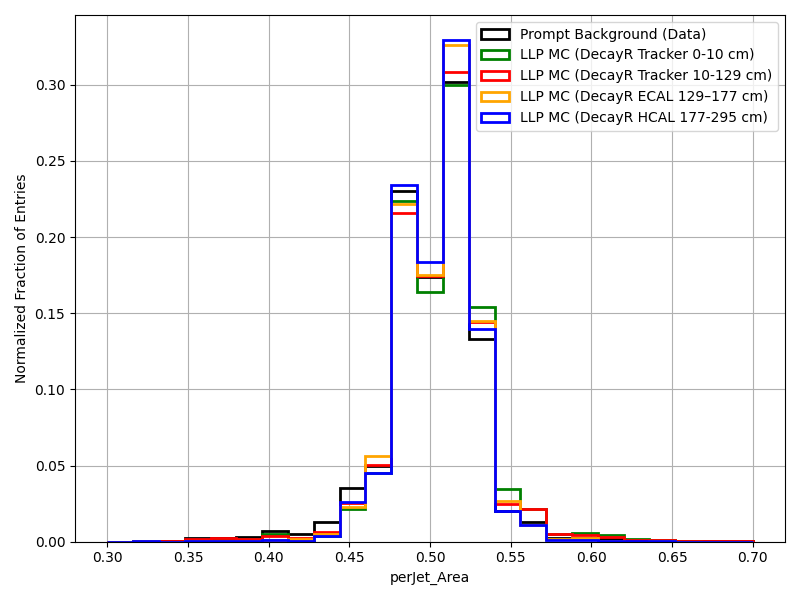 Prompt Background (Data)
LLP MC (DecayR Tracker 0-10 cm)
LLP MC (DecayR Tracker 10-129 cm)
LLP MC (DecayR ECAL 129–177 cm)
LLP MC (DecayR HCAL 177-295 cm)
Normalized Fraction of Entries
0.30
0.25
0.20
0.15
0.10
0.05
0.00
0.30 0.35 0.40 0.45 0.50 0.55 0.60 0.65 0.70
perJet_Area